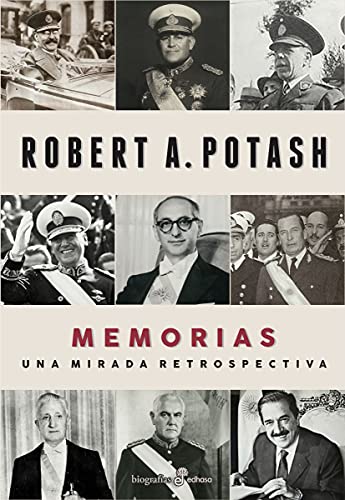 ROBERT A. POTASH
MEMORIAS
UNA MIRADA RETROSPECTIVA
biografías edhasa